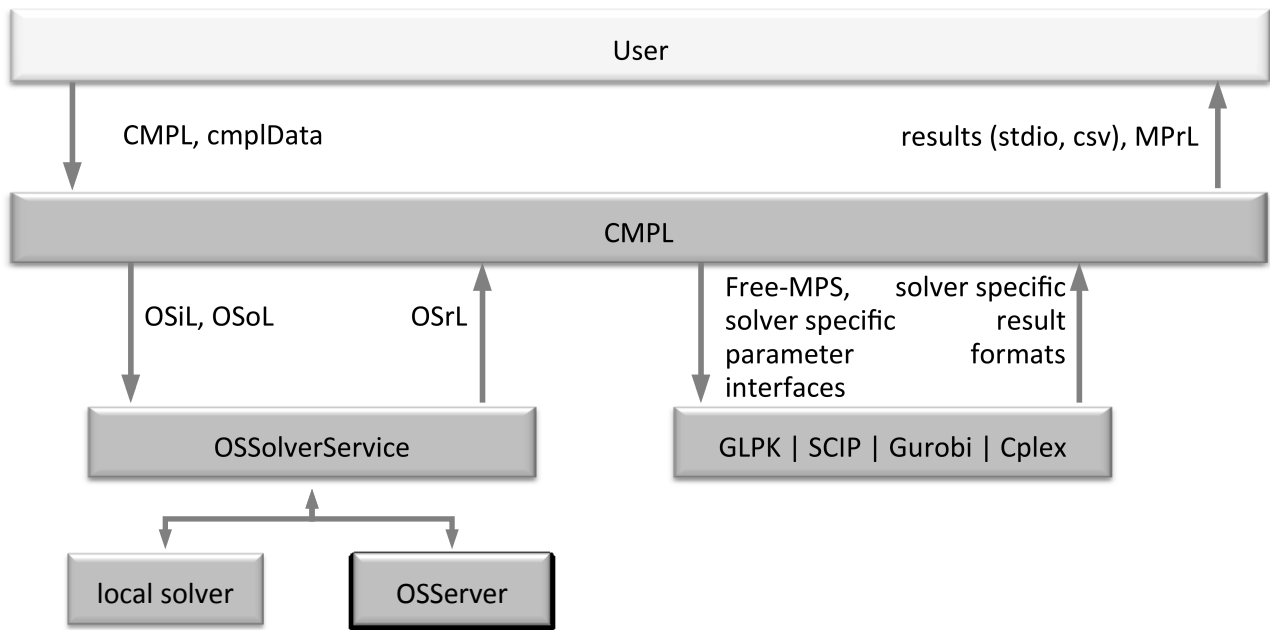 User
CMPL, cmplData
results (stdio, csv), MPrL
CMPL
OSiL, OSoL
OSrL
Free-MPS,
solver specific
parameter
interfaces
solver specific
result
formats
OSSolverService
GLPK | SCIP | Gurobi | Cplex
local solver
OSServer